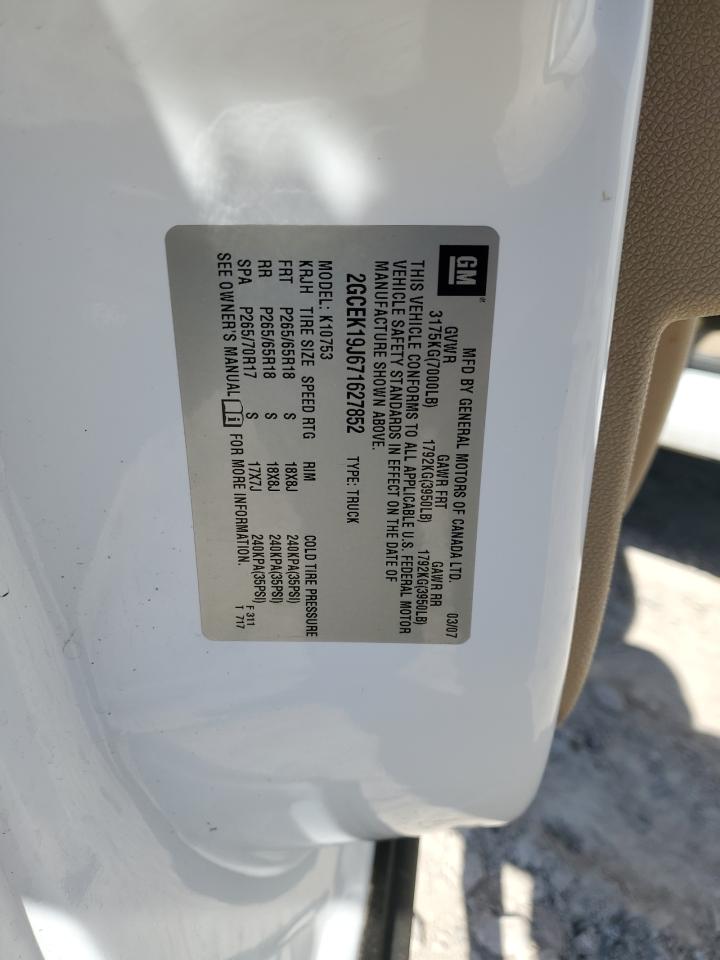 GM
MFD BY GENERAL MOTORS OF CANADA LTD. 03/07
GVWR GAWR FRT GAWR RR
3175KG(7000LB) 1792KG(3950LB) 1792KG(3950LB)
THIS VEHICLE CONFORMS TO ALL APPLICABLE U.S. FEDERAL MOTOR
VEHICLE SAFETY STANDARDS IN EFFECT ON THE DATE OF
MANUFACTURE SHOWN ABOVE.
2GCEK19J671627852 TYPE: TRUCK
MODEL: K10753
KRJH TIRE SIZE SPEED RTG RIM COLD TIRE PRESSURE
FRT P265/65R18 S 18X8J 240KPA(35PSI)
RR P265/65R18 S 18X8J 240KPA(35PSI)
SPA P265/70R17 S 17X7J 240KPA(35PSI) F 311
SEE OWNER'S MANUAL FOR MORE INFORMATION. T 717